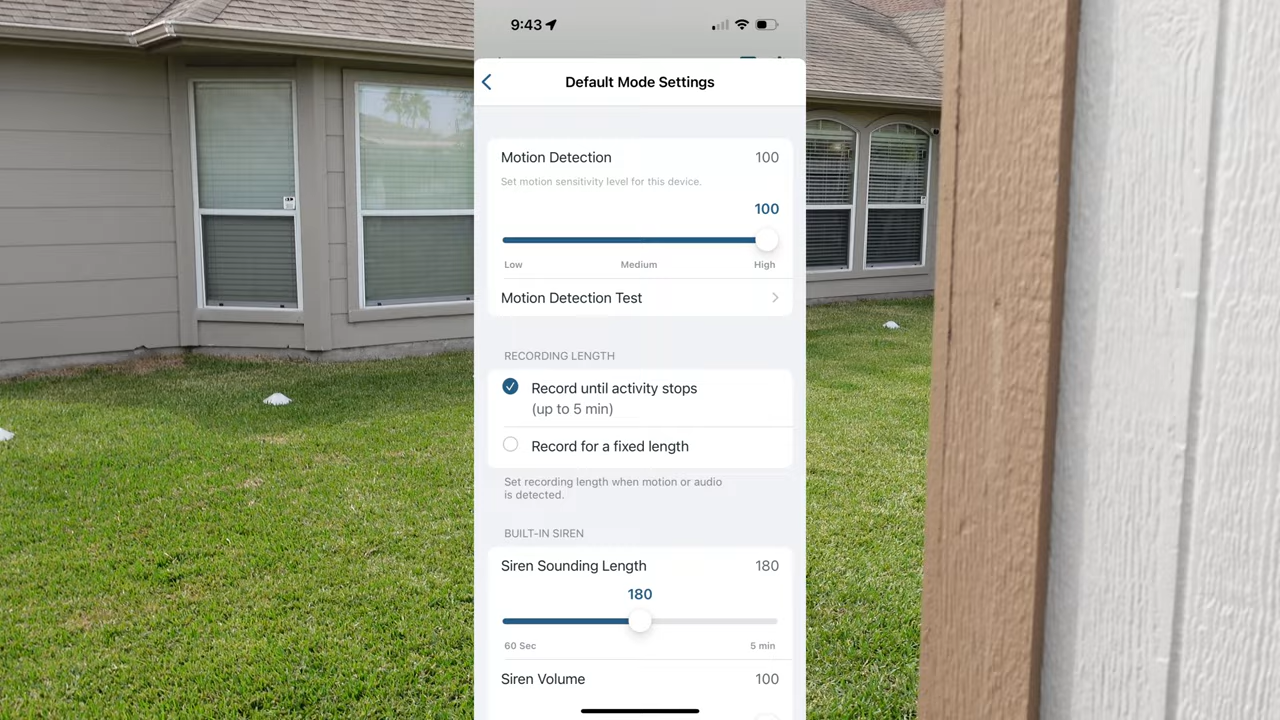 9:43
Default Mode Settings
Motion Detection 100
Set motion sensitivity level for this device.
100
Low Medium High
Motion Detection Test
RECORDING LENGTH
Record until activity stops
(up to 5 min)
Record for a fixed length
Set recording length when motion or audio
is detected.
BUILT-IN SIREN
Siren Sounding Length 180
180
60 Sec 5 min
Siren Volume 100